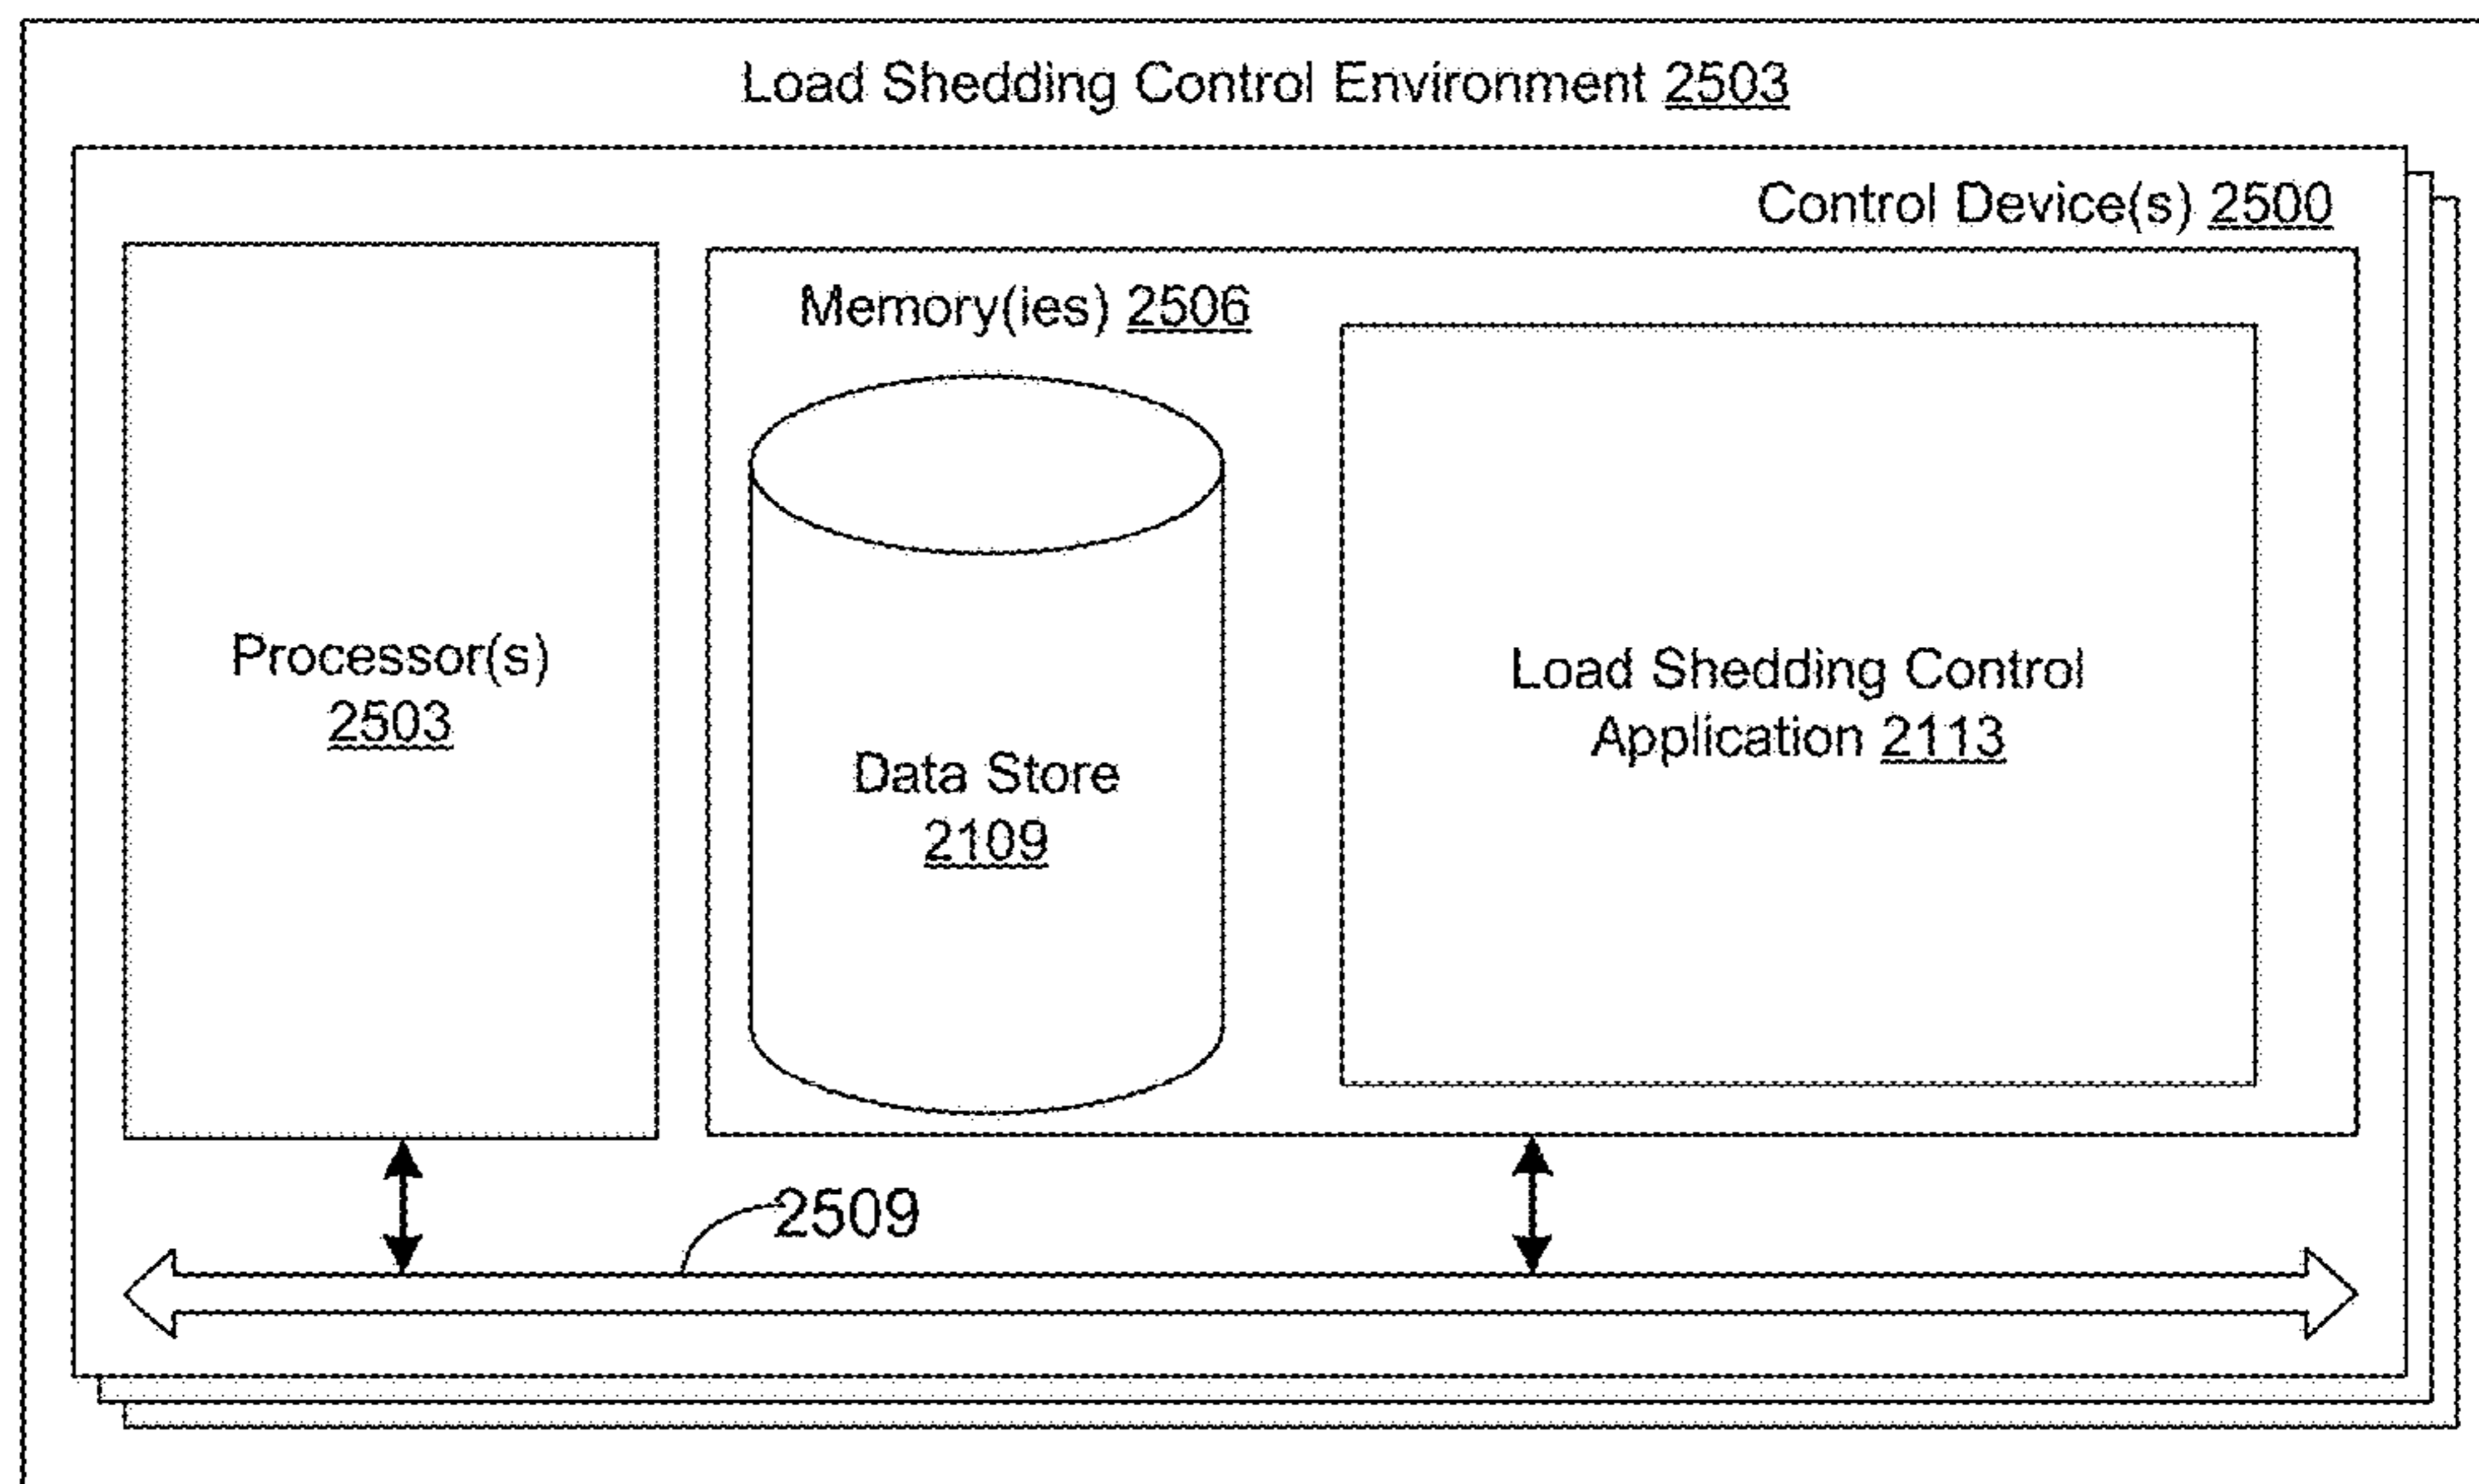 Load Shedding Control Environment 2503
Control Device(s) 2500
Memory(ies) 2506
Processor(s)
2503
Data Store
2109
Load Shedding Control
Application 2113
2509